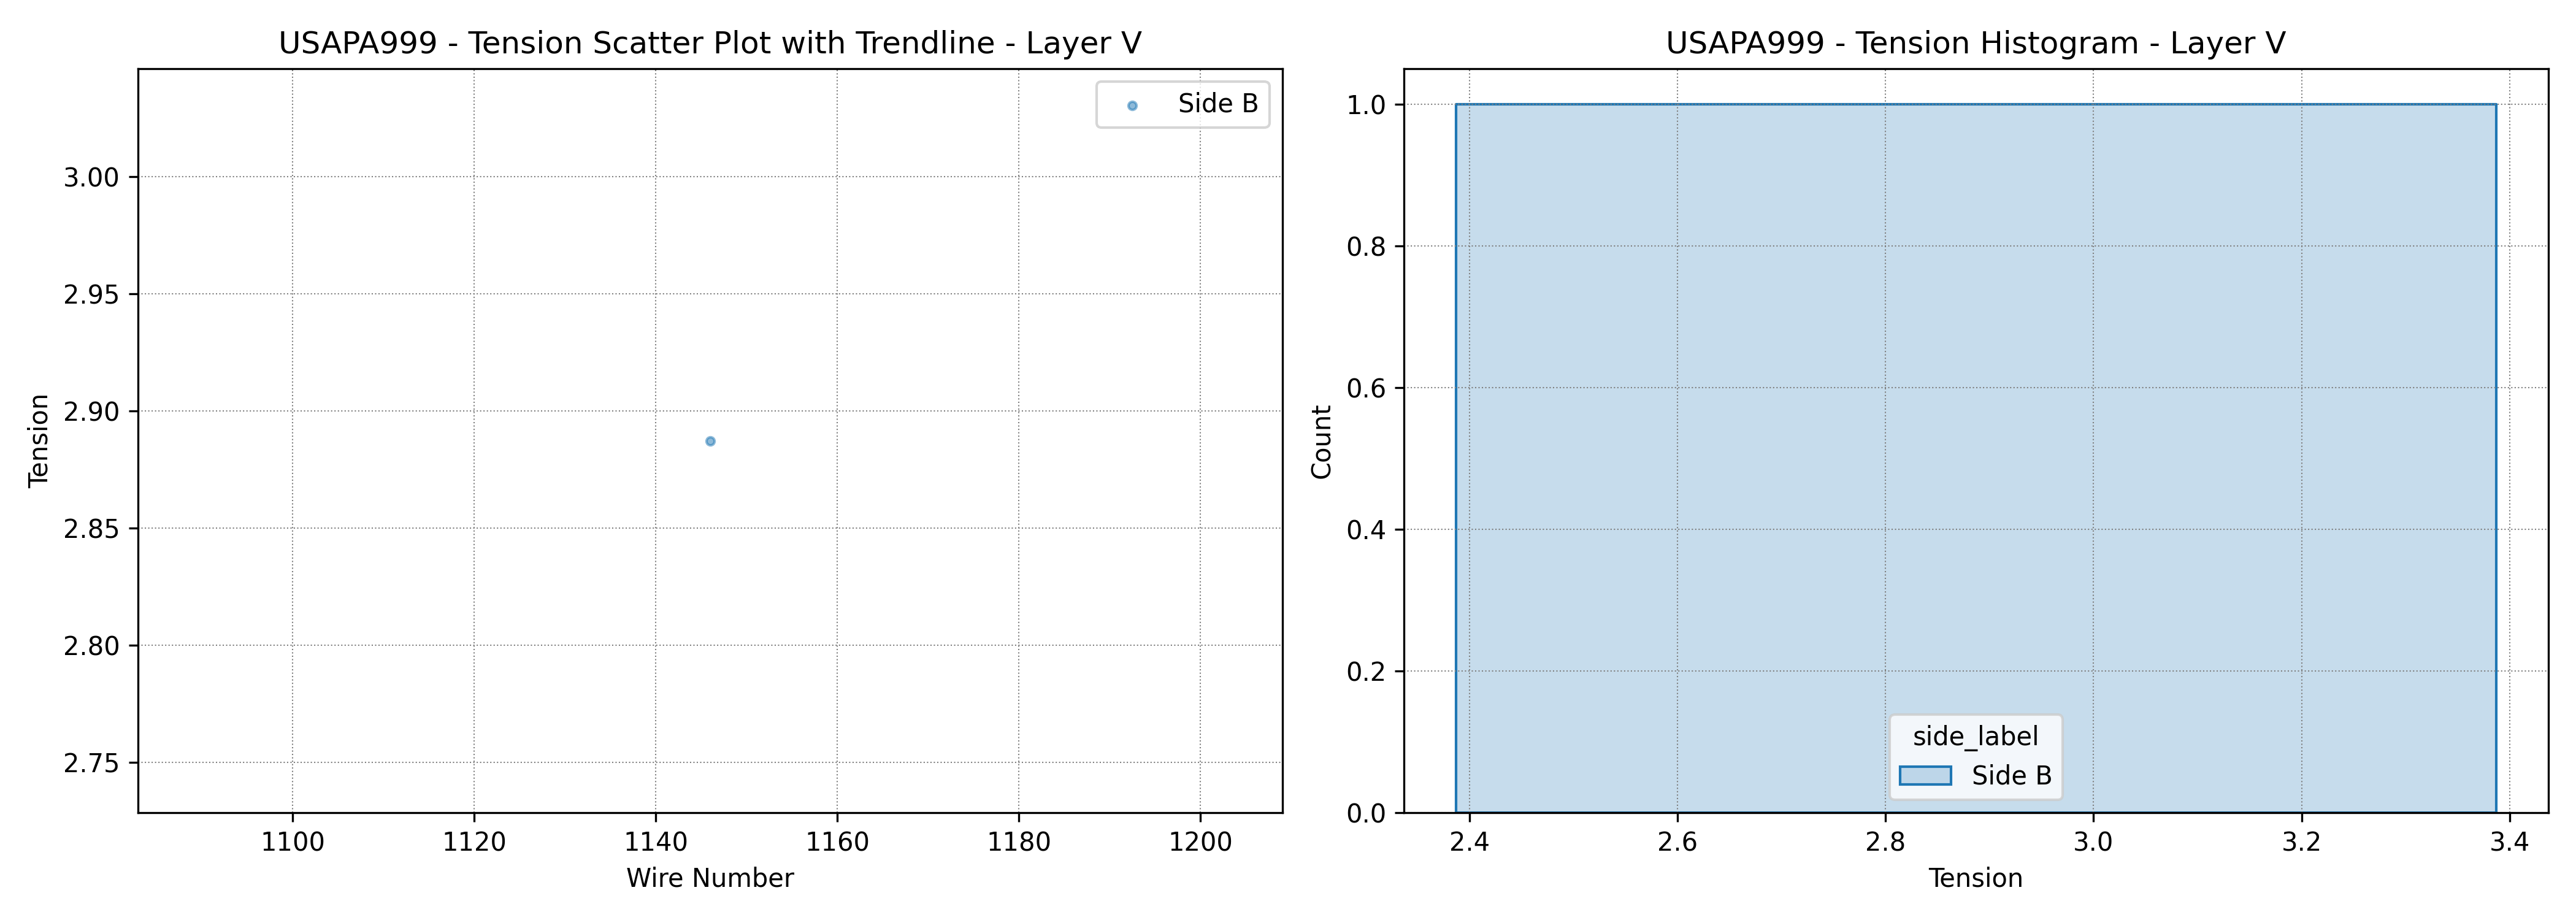 USAPA999 - Tension Scatter Plot with Trendline - Layer V
Side B
3.00
2.95
2.90
2.85
2.80
2.75
Tension
1100 1120 1140 1160 1180 1200
Wire Number
USAPA999 - Tension Histogram - Layer V
1.0
0.8
0.6
0.4
0.2
0.0
Count
side_label
Side B
2.4 2.6 2.8 3.0 3.2 3.4
Tension